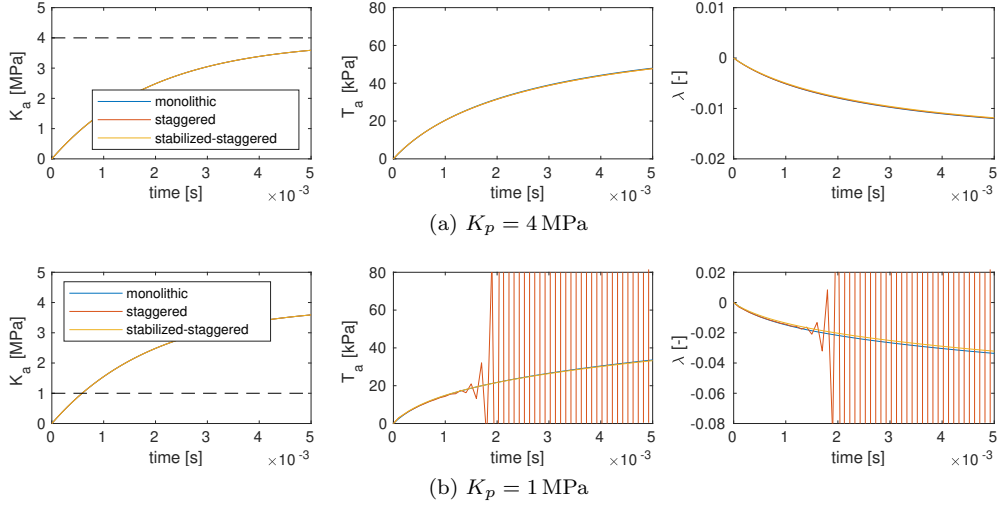 5
4
3
2
1
0
K_a [MPa]
monolithic
staggered
stabilized-staggered
0 1 2 3 4 5
time [s]
×10^-3
80
60
40
20
0
T_a [kPa]
0 1 2 3 4 5
time [s]
×10^-3
0
-0.01
-0.02
λ [-]
0 1 2 3 4 5
time [s]
×10^-3
(a) K_p = 4 MPa
5
4
3
2
1
0
K_a [MPa]
monolithic
staggered
stabilized-staggered
0 1 2 3 4 5
time [s]
×10^-3
80
60
40
20
0
T_a [kPa]
0 1 2 3 4 5
time [s]
×10^-3
0.02
0
-0.02
-0.04
-0.06
-0.08
λ [-]
0 1 2 3 4 5
time [s]
×10^-3
(b) K_p = 1 MPa